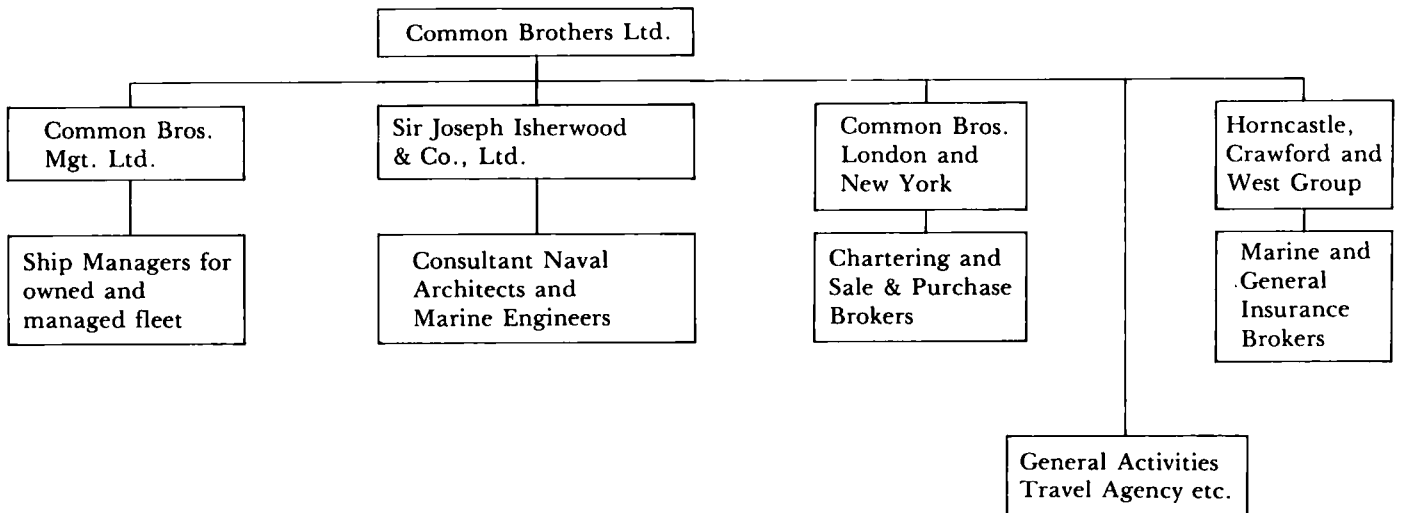 Common Brothers Ltd.
Common Bros.
Mgt. Ltd.
Sir Joseph Isherwood
& Co., Ltd.
Common Bros.
London and
New York
Horncastle,
Crawford and
West Group
Ship Managers for
owned and
managed fleet
Consultant Naval
Architects and
Marine Engineers
Chartering and
Sale & Purchase
Brokers
Marine and
General
Insurance
Brokers
General Activities
Travel Agency etc.